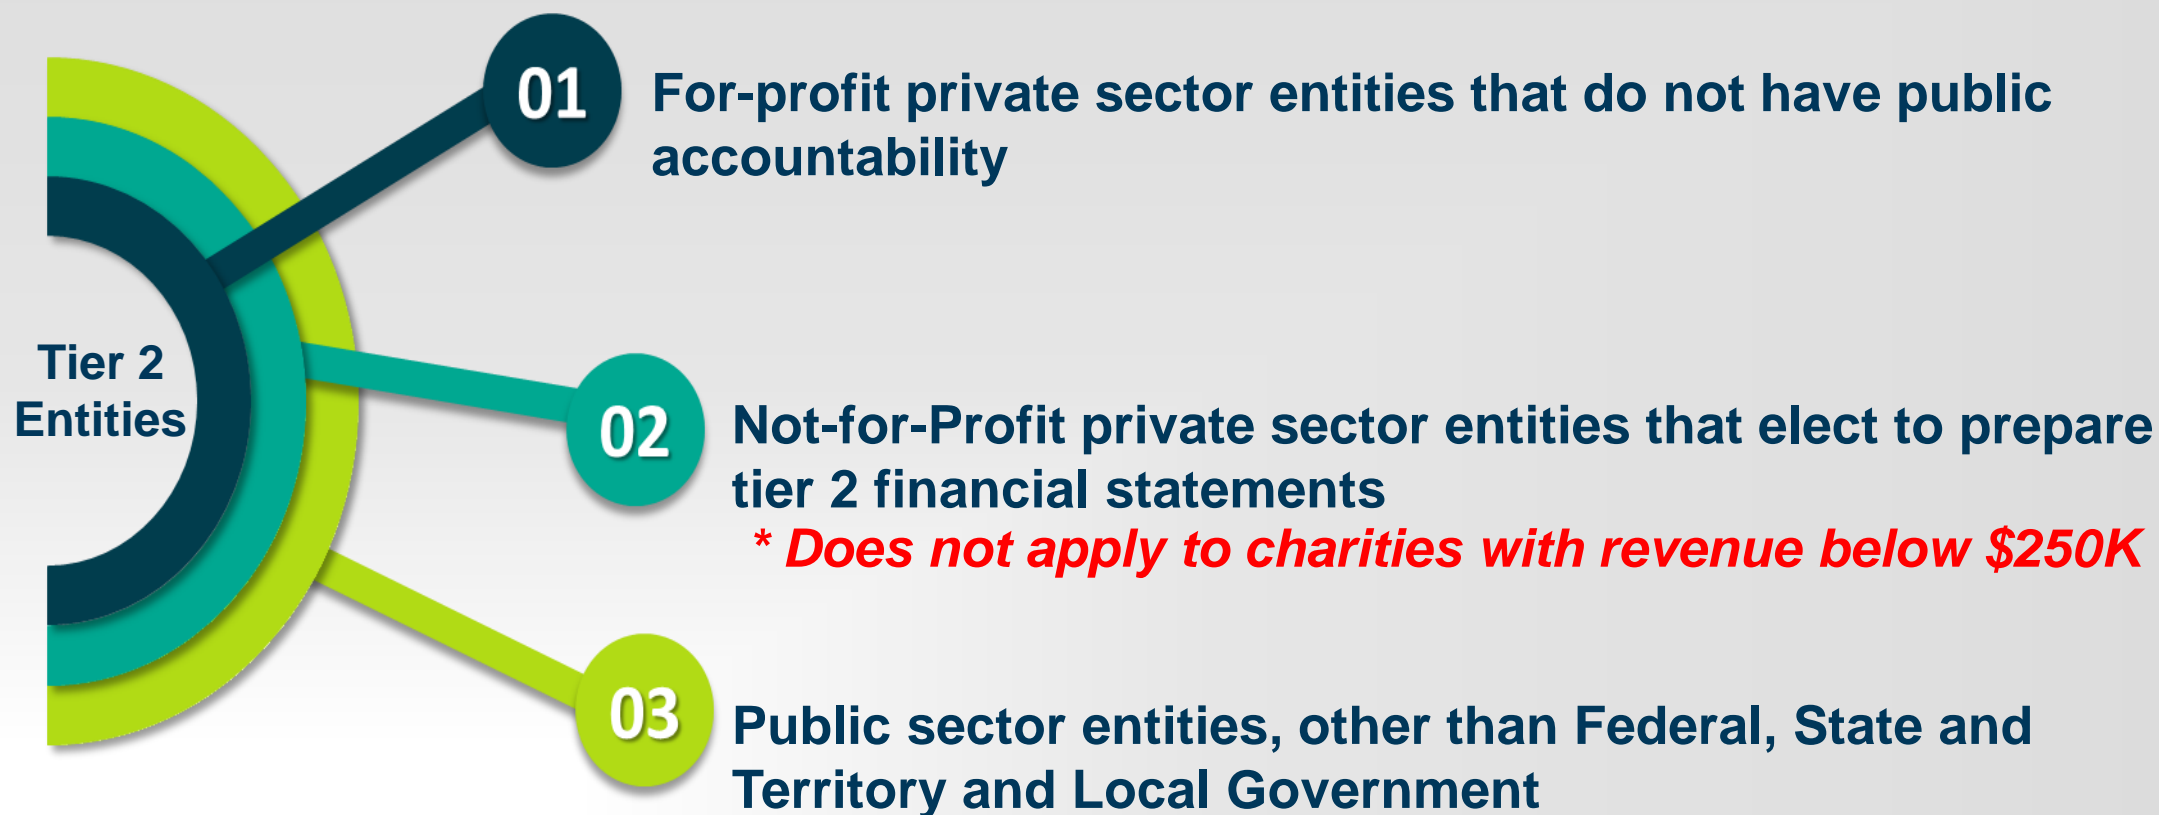 01
For-profit private sector entities that do not have public
accountability
Tier 2
Entities
02
Not-for-Profit private sector entities that elect to prepare
tier 2 financial statements
* Does not apply to charities with revenue below $250K
03
Public sector entities, other than Federal, State and
Territory and Local Government